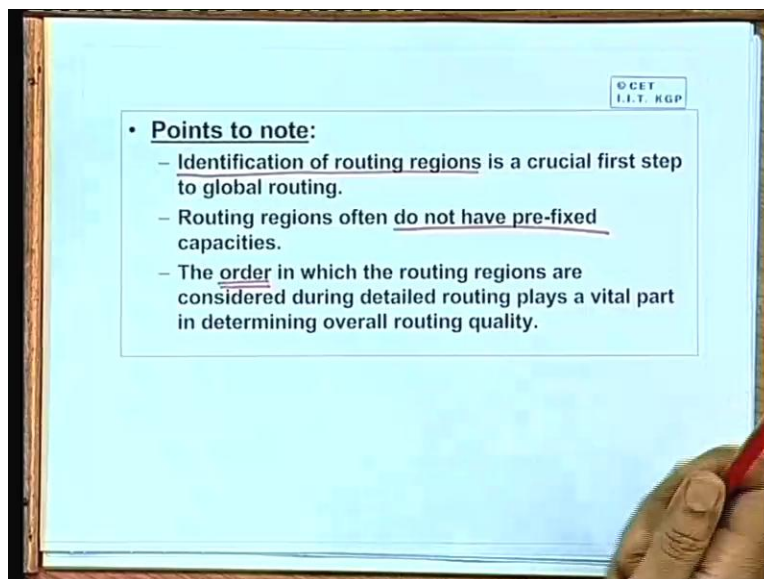 © CET
I.I.T. KGP
• Points to note:
– Identification of routing regions is a crucial first step
to global routing.
– Routing regions often do not have pre-fixed
capacities.
– The order in which the routing regions are
considered during detailed routing plays a vital part
in determining overall routing quality.